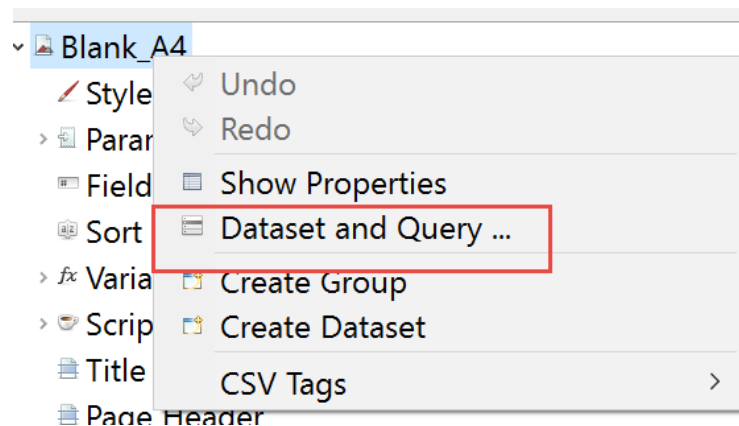 Blank_A4
Style
Undo
Param
Redo
Field
Show Properties
Sort
Dataset and Query ...
Varia
Create Group
Scrip
Create Dataset
Title
CSV Tags
Page Header